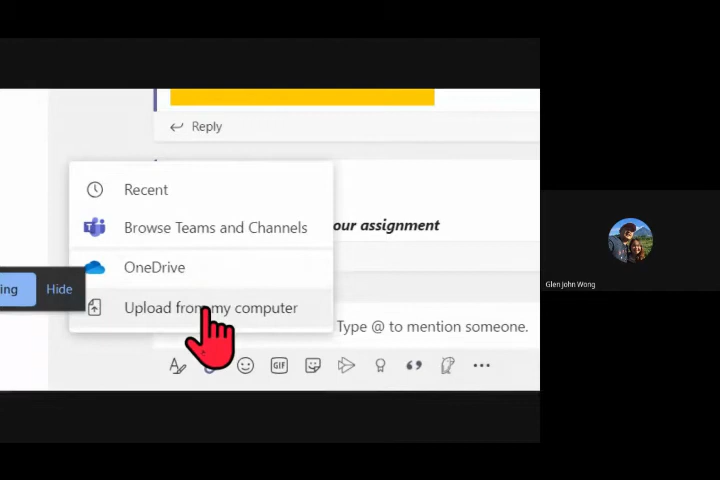 Reply
Recent
Browse Teams and Channels
our assignment
OneDrive
ing
Hide
Upload from my computer
Type @ to mention someone.
GIF
Glen John Wong